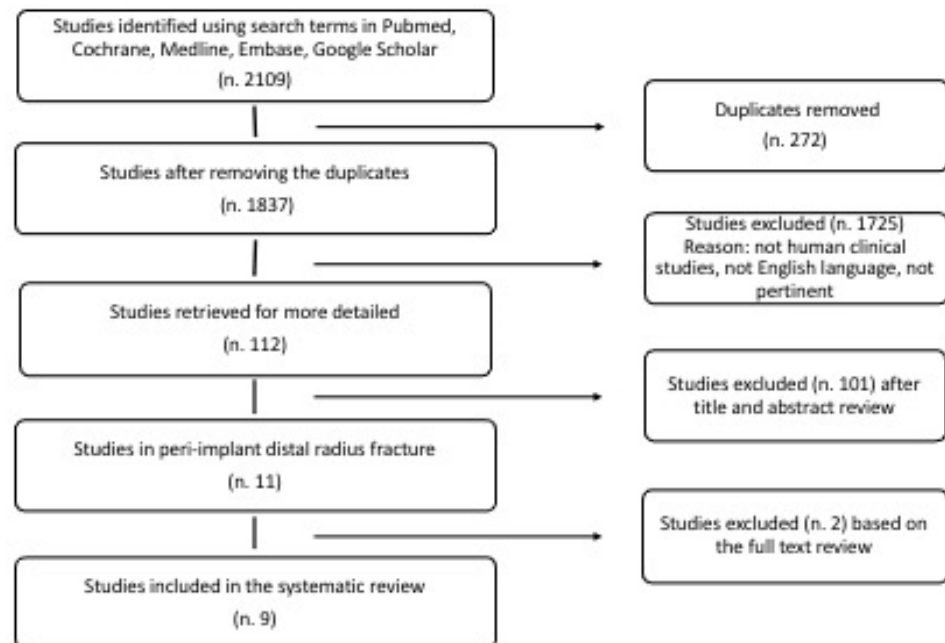 Studies identified using search terms in Pubmed,
Cochrane, Medline, Embase, Google Scholar
(n. 2109)
Duplicates removed
(n. 272)
Studies after removing the duplicates
(n. 1837)
Studies excluded (n. 1725)
Reason: not human clinical
studies, not English language, not
pertinent
Studies retrieved for more detailed
(n. 112)
Studies excluded (n. 101) after
title and abstract review
Studies in peri-implant distal radius fracture
(n. 11)
Studies excluded (n. 2) based on
the full text review
Studies included in the systematic review
(n. 9)